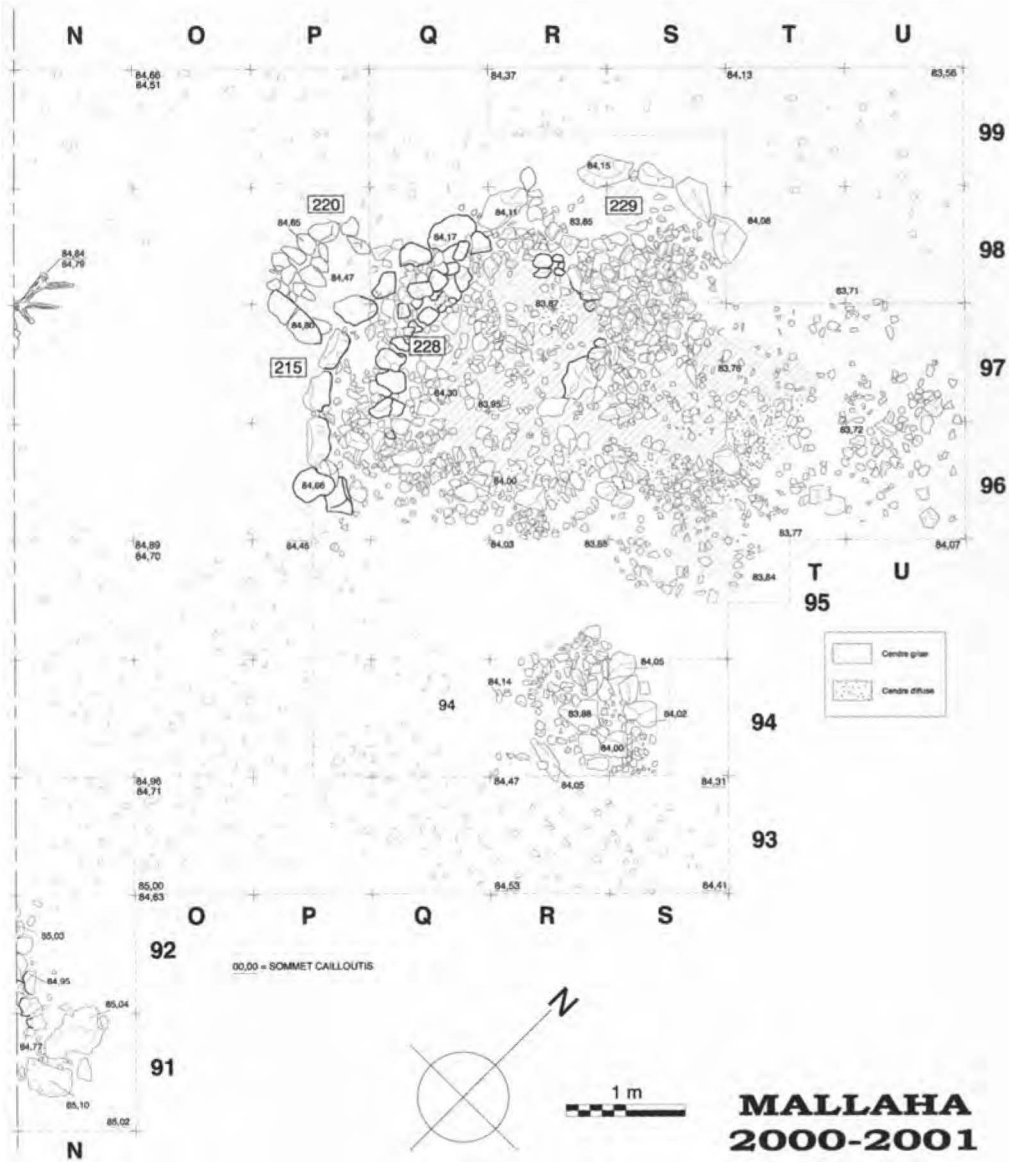 N O P Q R S T U
84,66 84,37 84,13 83,56
84,51
99
84,15
220 229
84,65 84,11 83,85 84,08
84,17 98
84,84
84,79 84,47
83,87 83,71
84,80
228
215 97
83,76
84,30 83,95
83,72
84,66 84,00 96
84,89 84,45 84,03 83,88 83,77 84,07
84,70
T U
83,84
95
Cendre grise
84,05
84,14
Cendre diffuse
94 83,88 84,02 94
84,00
84,96 84,47 84,05 84,31
84,71
93
85,00 84,53 84,41
84,63
O P Q R S
85,03 92
00,00 = SOMMET CAILLOUTIS
84,95
85,04
N
84,77
91
85,10
1 m
MALLAHA
85,02
2000-2001
N